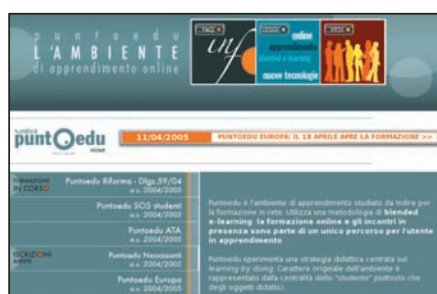 puntoedu
L'AMBIENTE
di apprendimento online
FAQ
inf
LEGGI
online
apprendimento
blended e-learning
nuove tecnologie
VISIT
puntoedu
11/04/2005
PUNTOEDU EUROPA: IL 18 APRILE APRE LA FORMAZIONE >>
FORMAZIONE
IN CORSO
Puntoedu Riforma - Dlgs.59/04
a.s. 2004/2005
Puntoedu SOS studenti
a.s. 2004/2005
Puntoedu ATA
a.s. 2004/2005
ISCRIZIONI
APERTE
Puntoedu Neoassunti
a.s. 2004/2005
Puntoedu Europa
a.s. 2004/2005
Puntoedu è l'ambiente di apprendimento studiato da Indire per
la formazione in rete. Utilizza una metodologia di blended
e-learning: la formazione online e gli incontri in
presenza sono parte di un unico percorso per l'utente
in apprendimento.
Puntoedu sperimenta una strategia didattica centrata sul
learning by doing. Carattere originale dell'ambiente è
rappresentato dalla centralità dello "studente" piuttosto che
degli oggetti didattici.